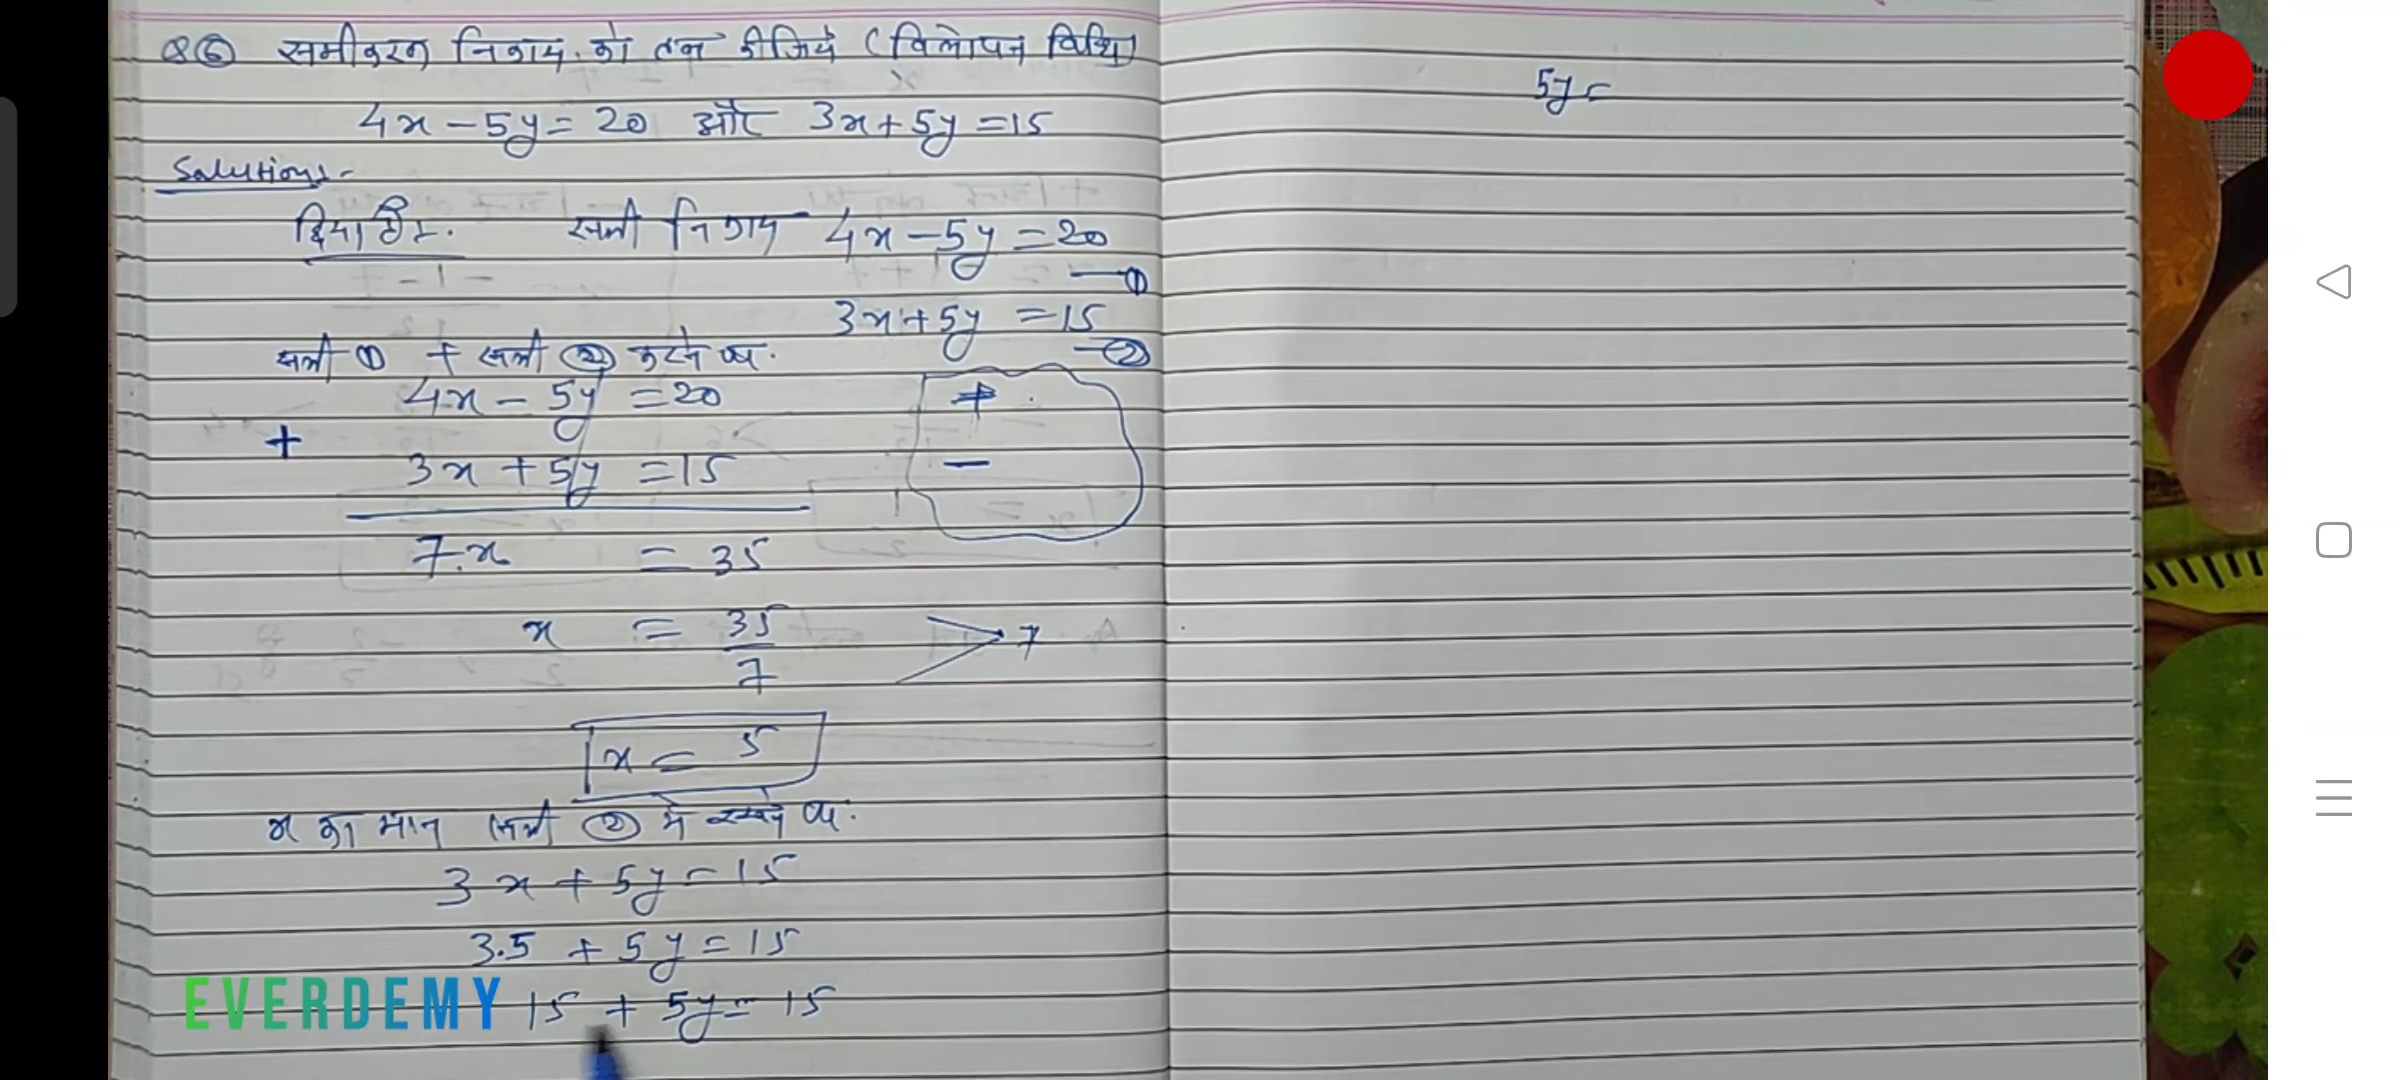 Q⑥ समीकरण निकाय को हल कीजिये (विलोपन विधि)
4x - 5y = 20 और 3x + 5y = 15
Solution:-
दिया है:- समी निकाय 4x - 5y = 20
—①
3x + 5y = 15
—②
समी ① + समी ② करने पर.
4x - 5y = 20
+
3x + 5y = 15
+
-
7x = 35
x = 35/7
> 7
x = 5
x का मान समी ② में रखने पर.
3x + 5y = 15
3.5 + 5y = 15
15 + 5y = 15
EVERDEMY
5y =